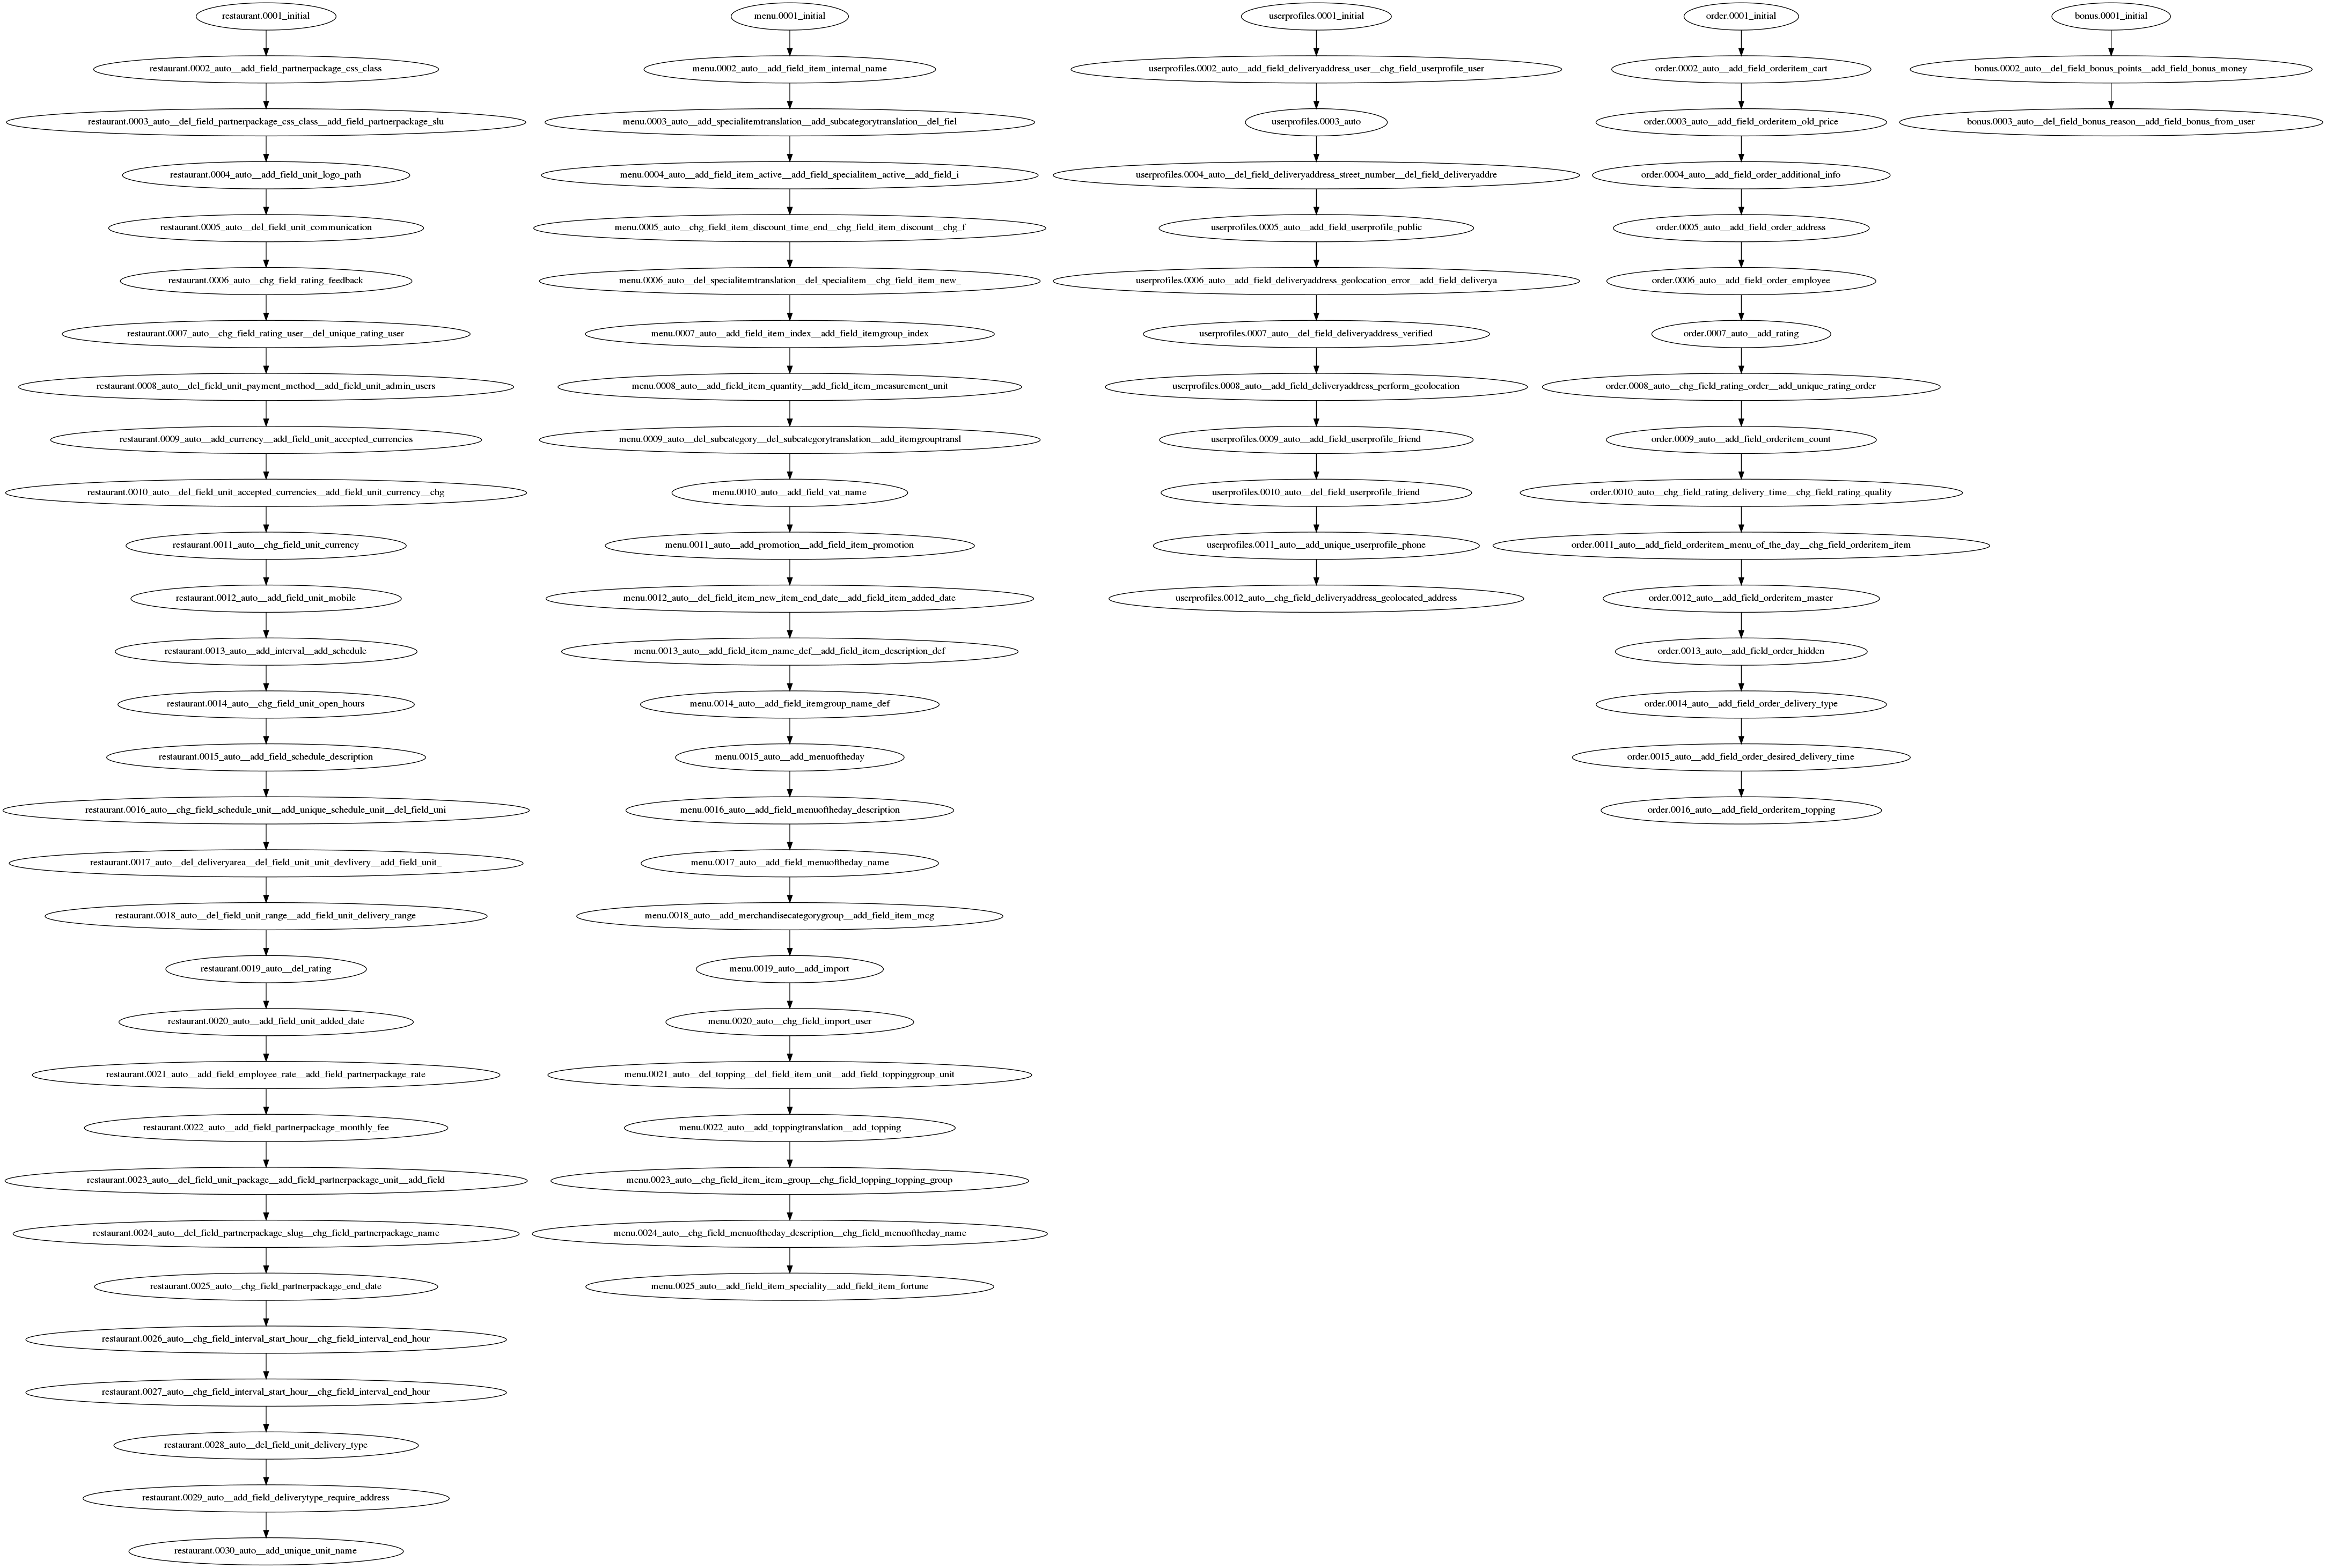 restaurant.0001_initial
restaurant.0002_auto__add_field_partnerpackage_css_class
restaurant.0003_auto__del_field_partnerpackage_css_class__add_field_partnerpackage_slu
restaurant.0004_auto__add_field_unit_logo_path
restaurant.0005_auto__del_field_unit_communication
restaurant.0006_auto__chg_field_rating_feedback
restaurant.0007_auto__chg_field_rating_user__del_unique_rating_user
restaurant.0008_auto__del_field_unit_payment_method__add_field_unit_admin_users
restaurant.0009_auto__add_currency__add_field_unit_accepted_currencies
restaurant.0010_auto__del_field_unit_accepted_currencies__add_field_unit_currency__chg
restaurant.0011_auto__chg_field_unit_currency
restaurant.0012_auto__add_field_unit_mobile
restaurant.0013_auto__add_interval__add_schedule
restaurant.0014_auto__chg_field_unit_open_hours
restaurant.0015_auto__add_field_schedule_description
restaurant.0016_auto__chg_field_schedule_unit__add_unique_schedule_unit__del_field_uni
restaurant.0017_auto__del_deliveryarea__del_field_unit_unit_devlivery__add_field_unit_
restaurant.0018_auto__del_field_unit_range__add_field_unit_delivery_range
restaurant.0019_auto__del_rating
restaurant.0020_auto__add_field_unit_added_date
restaurant.0021_auto__add_field_employee_rate__add_field_partnerpackage_rate
restaurant.0022_auto__add_field_partnerpackage_monthly_fee
restaurant.0023_auto__del_field_unit_package__add_field_partnerpackage_unit__add_field
restaurant.0024_auto__del_field_partnerpackage_slug__chg_field_partnerpackage_name
restaurant.0025_auto__chg_field_partnerpackage_end_date
restaurant.0026_auto__chg_field_interval_start_hour__chg_field_interval_end_hour
restaurant.0027_auto__chg_field_interval_start_hour__chg_field_interval_end_hour
restaurant.0028_auto__del_field_unit_delivery_type
restaurant.0029_auto__add_field_deliverytype_require_address
restaurant.0030_auto__add_unique_unit_name
menu.0001_initial
menu.0002_auto__add_field_item_internal_name
menu.0003_auto__add_specialitemtranslation__add_subcategorytranslation__del_fiel
menu.0004_auto__add_field_item_active__add_field_specialitem_active__add_field_i
menu.0005_auto__chg_field_item_discount_time_end__chg_field_item_discount__chg_f
menu.0006_auto__del_specialitemtranslation__del_specialitem__chg_field_item_new_
menu.0007_auto__add_field_item_index__add_field_itemgroup_index
menu.0008_auto__add_field_item_quantity__add_field_item_measurement_unit
menu.0009_auto__del_subcategory__del_subcategorytranslation__add_itemgrouptransl
menu.0010_auto__add_field_vat_name
menu.0011_auto__add_promotion__add_field_item_promotion
menu.0012_auto__del_field_item_new_item_end_date__add_field_item_added_date
menu.0013_auto__add_field_item_name_def__add_field_item_description_def
menu.0014_auto__add_field_itemgroup_name_def
menu.0015_auto__add_menuoftheday
menu.0016_auto__add_field_menuoftheday_description
menu.0017_auto__add_field_menuoftheday_name
menu.0018_auto__add_merchandisecategorygroup__add_field_item_mcg
menu.0019_auto__add_import
menu.0020_auto__chg_field_import_user
menu.0021_auto__del_topping__del_field_item_unit__add_field_toppinggroup_unit
menu.0022_auto__add_toppingtranslation__add_topping
menu.0023_auto__chg_field_item_item_group__chg_field_topping_topping_group
menu.0024_auto__chg_field_menuoftheday_description__chg_field_menuoftheday_name
menu.0025_auto__add_field_item_speciality__add_field_item_fortune
userprofiles.0001_initial
userprofiles.0002_auto__add_field_deliveryaddress_user__chg_field_userprofile_user
userprofiles.0003_auto
userprofiles.0004_auto__del_field_deliveryaddress_street_number__del_field_deliveryaddre
userprofiles.0005_auto__add_field_userprofile_public
userprofiles.0006_auto__add_field_deliveryaddress_geolocation_error__add_field_deliverya
userprofiles.0007_auto__del_field_deliveryaddress_verified
userprofiles.0008_auto__add_field_deliveryaddress_perform_geolocation
userprofiles.0009_auto__add_field_userprofile_friend
userprofiles.0010_auto__del_field_userprofile_friend
userprofiles.0011_auto__add_unique_userprofile_phone
userprofiles.0012_auto__chg_field_deliveryaddress_geolocated_address
order.0001_initial
order.0002_auto__add_field_orderitem_cart
order.0003_auto__add_field_orderitem_old_price
order.0004_auto__add_field_order_additional_info
order.0005_auto__add_field_order_address
order.0006_auto__add_field_order_employee
order.0007_auto__add_rating
order.0008_auto__chg_field_rating_order__add_unique_rating_order
order.0009_auto__add_field_orderitem_count
order.0010_auto__chg_field_rating_delivery_time__chg_field_rating_quality
order.0011_auto__add_field_orderitem_menu_of_the_day__chg_field_orderitem_item
order.0012_auto__add_field_orderitem_master
order.0013_auto__add_field_order_hidden
order.0014_auto__add_field_order_delivery_type
order.0015_auto__add_field_order_desired_delivery_time
order.0016_auto__add_field_orderitem_topping
bonus.0001_initial
bonus.0002_auto__del_field_bonus_points__add_field_bonus_money
bonus.0003_auto__del_field_bonus_reason__add_field_bonus_from_user